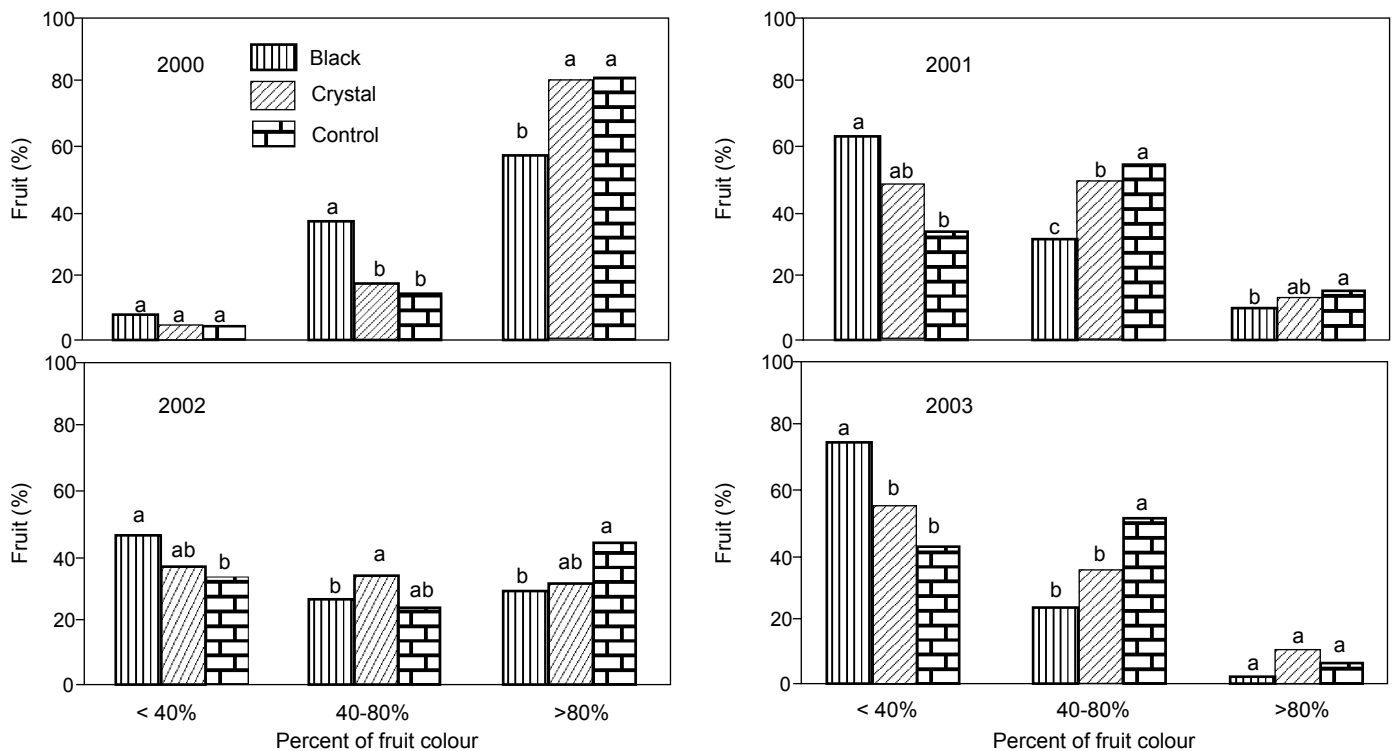 100
80
60
40
20
0
Fruit (%)
2000
Black
Crystal
Control
a
a
a
a
b
b
b
a
a
100
80
60
40
20
0
Fruit (%)
2001
a
ab
b
c
b
a
b
ab
a
100
80
60
40
20
0
Fruit (%)
2002
a
ab
b
b
a
ab
b
ab
a
< 40%
40-80%
>80%
Percent of fruit colour
100
80
60
40
20
0
Fruit (%)
2003
a
b
b
b
b
a
a
a
a
< 40%
40-80%
>80%
Percent of fruit colour